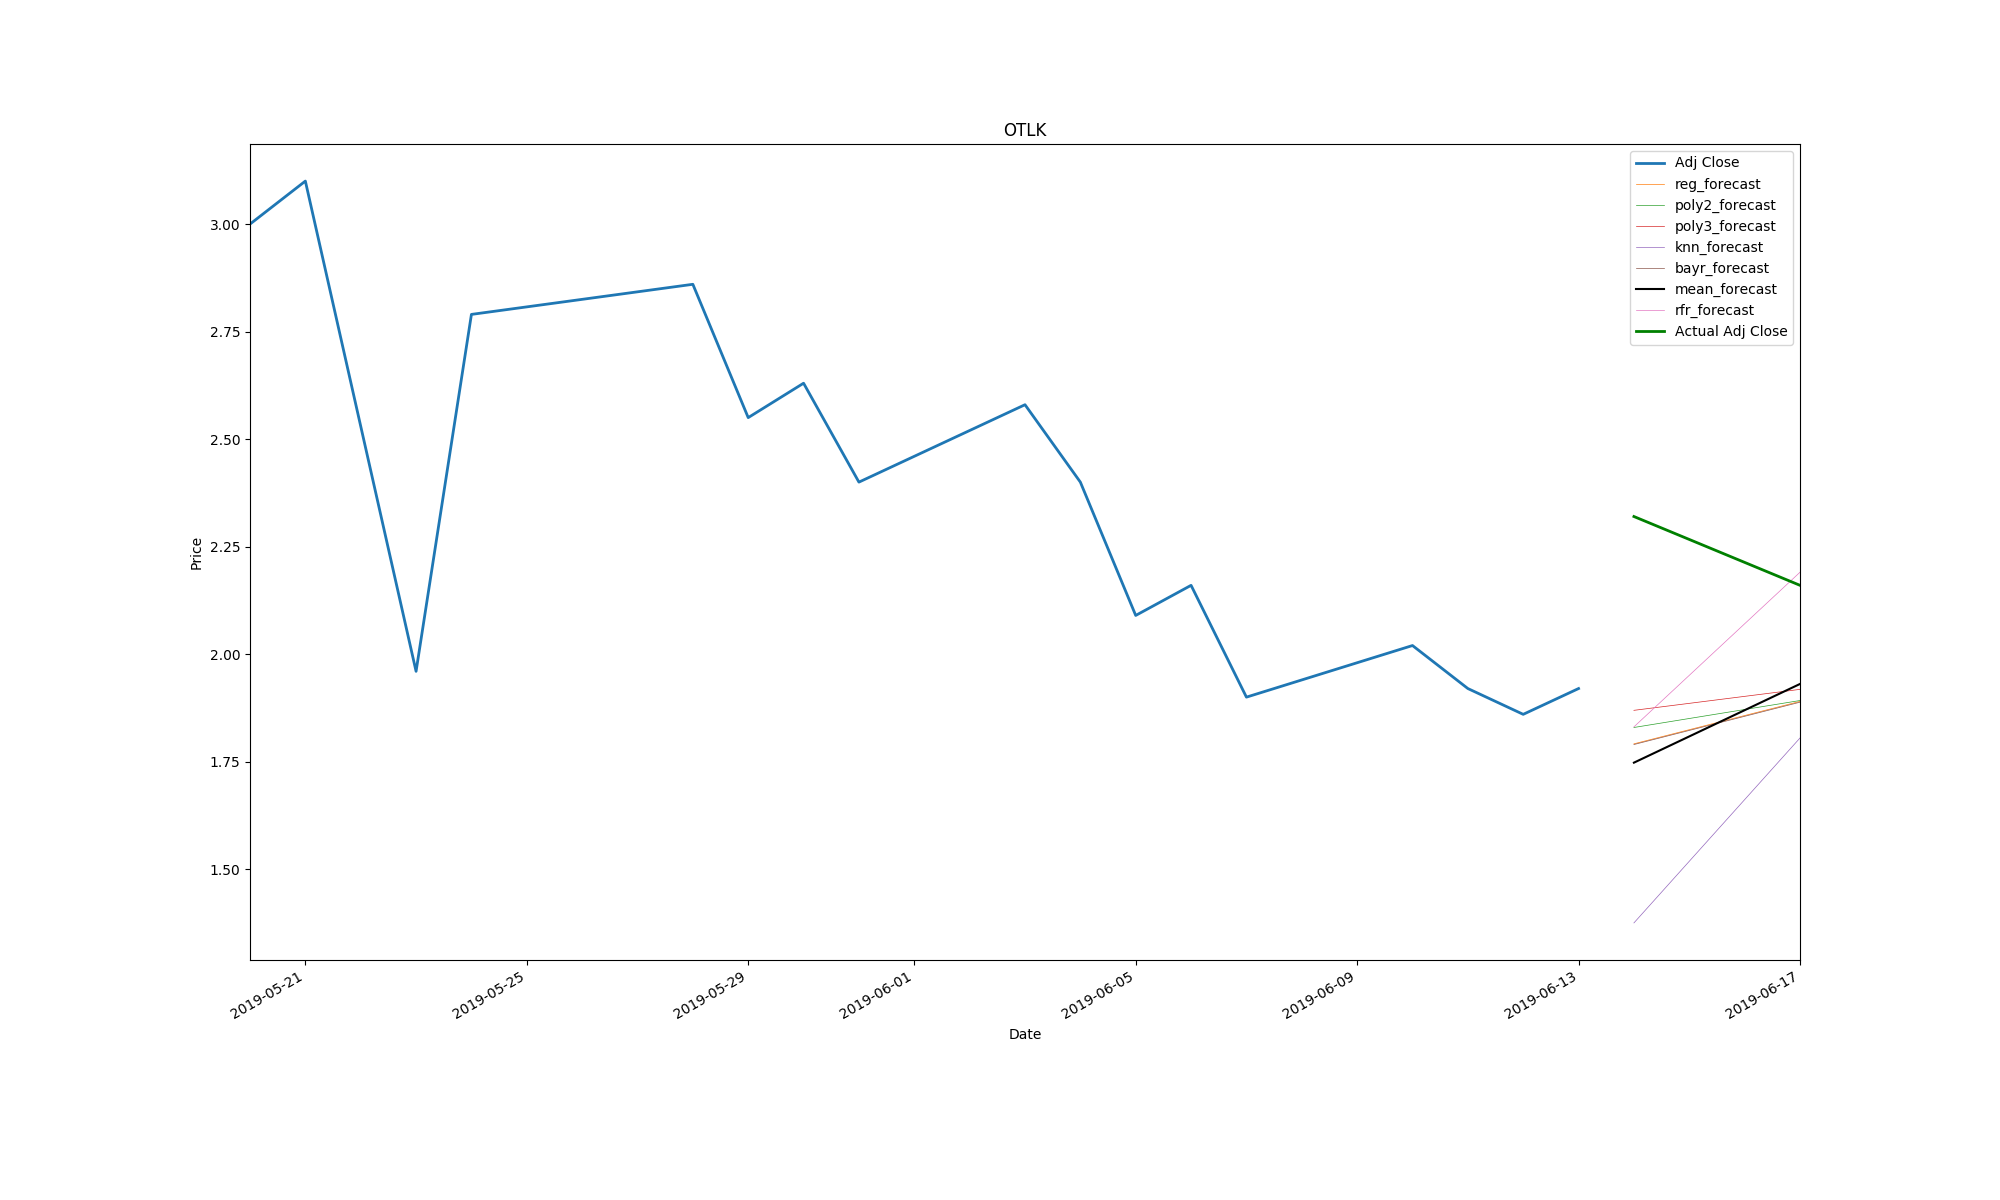 OTLK
Adj Close
reg_forecast
poly2_forecast
poly3_forecast
knn_forecast
bayr_forecast
mean_forecast
rfr_forecast
Actual Adj Close
Price
3.00
2.75
2.50
2.25
2.00
1.75
1.50
2019-05-21
2019-05-25
2019-05-29
2019-06-01
2019-06-05
2019-06-09
2019-06-13
2019-06-17
Date